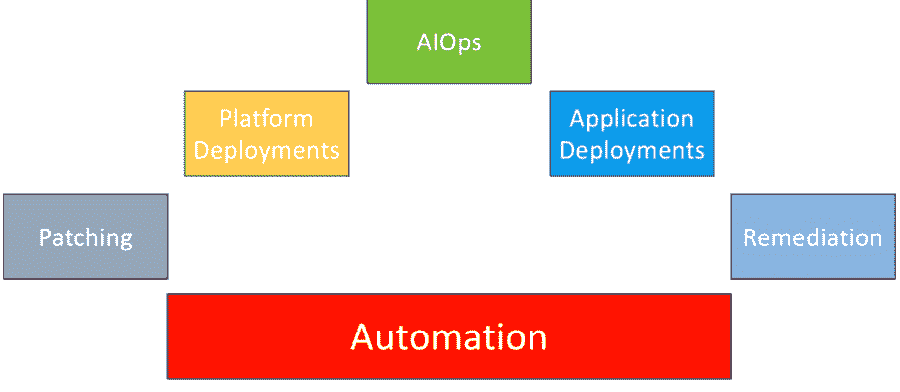 AIOps
Platform
Deployments
Application
Deployments
Patching
Remediation
Automation